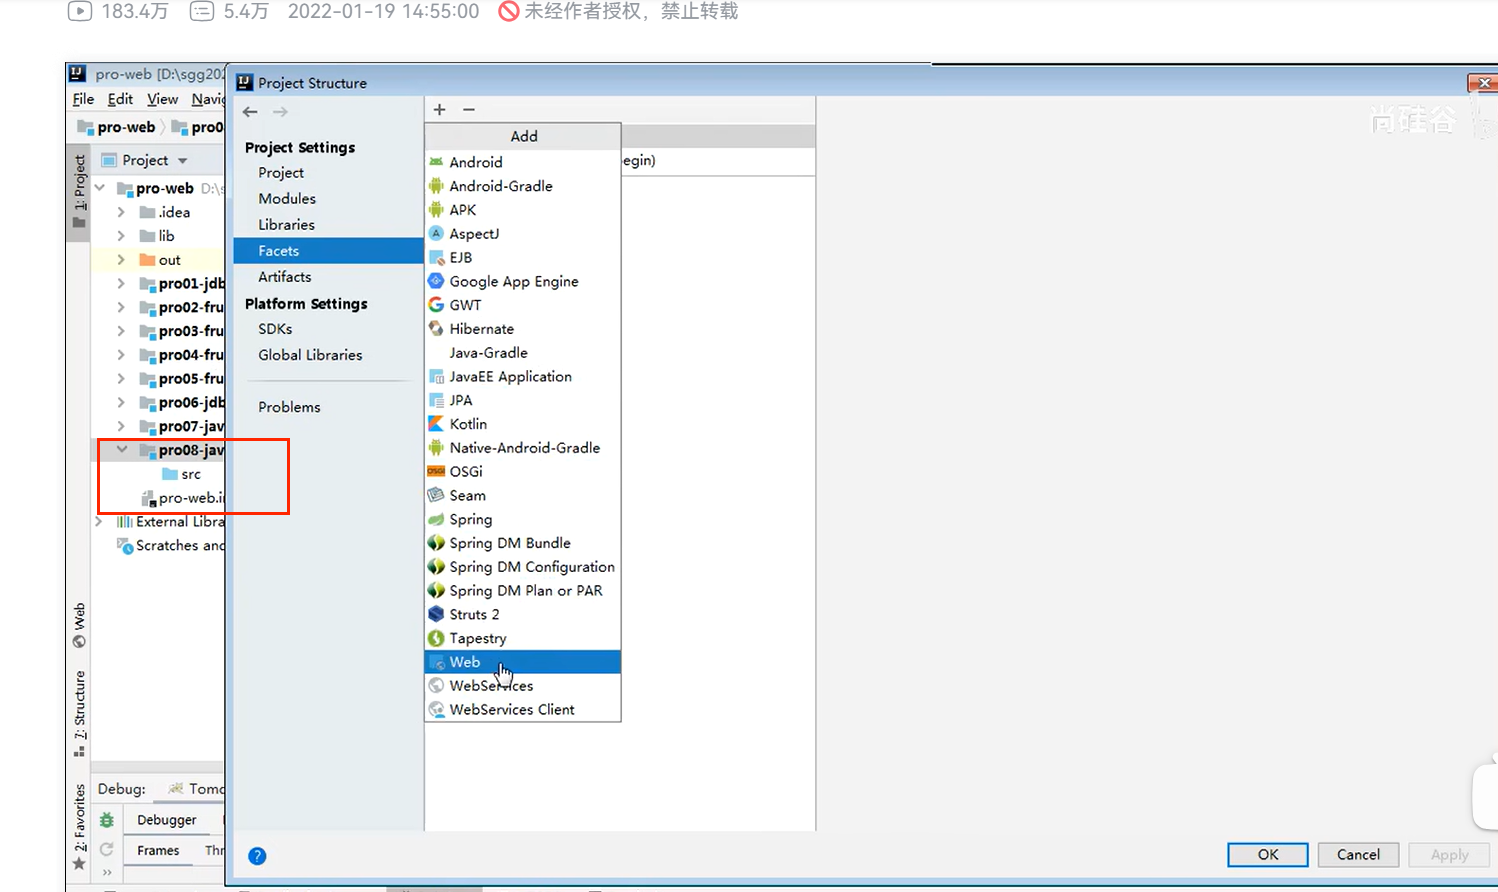 183.4万 5.4万 2022-01-19 14:55:00 未经作者授权，禁止转载
pro-web [D:\sgg202
Project Structure
File Edit View Navig
尚硅谷
pro-web pro0
Project
1: Project
pro-web D:\s
.idea
lib
out
pro01-jdb
pro02-fru
pro03-fru
pro04-fru
pro05-fru
pro06-jdb
pro07-jav
pro08-jav
src
pro-web.i
External Libra
Scratches and
Web
7: Structure
2: Favorites
Debug: Tomc
Debugger
Frames Thr
Project Settings
Project
Modules
Libraries
Facets
Artifacts
Platform Settings
SDKs
Global Libraries
Problems
Add
egin)
Android
Android-Gradle
APK
AspectJ
EJB
Google App Engine
GWT
Hibernate
Java-Gradle
JavaEE Application
JPA
Kotlin
Native-Android-Gradle
OSGi
Seam
Spring
Spring DM Bundle
Spring DM Configuration
Spring DM Plan or PAR
Struts 2
Tapestry
Web
WebServices
WebServices Client
OK Cancel Apply